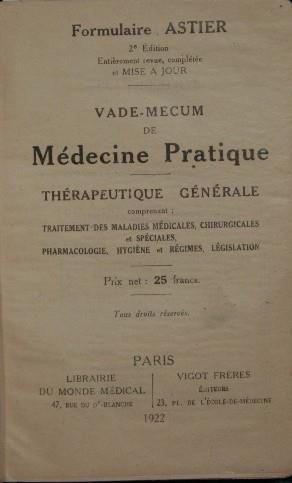 Formulaire ASTIER
2e Édition
Entièrement revue, complétée
et MISE A JOUR
VADE-MECUM
DE
Médecine Pratique
THÉRAPEUTIQUE GÉNÉRALE
comprenant :
TRAITEMENT DES MALADIES MÉDICALES, CHIRURGICALES
et SPÉCIALES,
PHARMACOLOGIE, HYGIÈNE et RÉGIMES, LÉGISLATION
Prix net : 25 francs.
Tous droits réservés.
PARIS
LIBRAIRIE
DU MONDE MÉDICAL
47, RUE DU Dr-BLANCHE
VIGOT FRÈRES
ÉDITEURS
23, PL. DE L'ÉCOLE-DE-MÉDECINE
1922